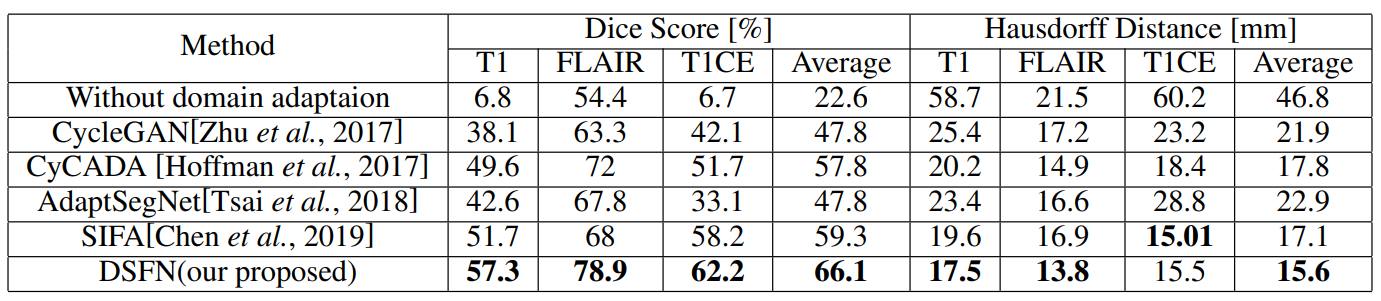 Method Dice Score [%] Hausdorff Distance [mm]
T1 FLAIR T1CE Average T1 FLAIR T1CE Average
Without domain adaptaion 6.8 54.4 6.7 22.6 58.7 21.5 60.2 46.8
CycleGAN[Zhu et al., 2017] 38.1 63.3 42.1 47.8 25.4 17.2 23.2 21.9
CyCADA [Hoffman et al., 2017] 49.6 72 51.7 57.8 20.2 14.9 18.4 17.8
AdaptSegNet[Tsai et al., 2018] 42.6 67.8 33.1 47.8 23.4 16.6 28.8 22.9
SIFA[Chen et al., 2019] 51.7 68 58.2 59.3 19.6 16.9 15.01 17.1
DSFN(our proposed) 57.3 78.9 62.2 66.1 17.5 13.8 15.5 15.6